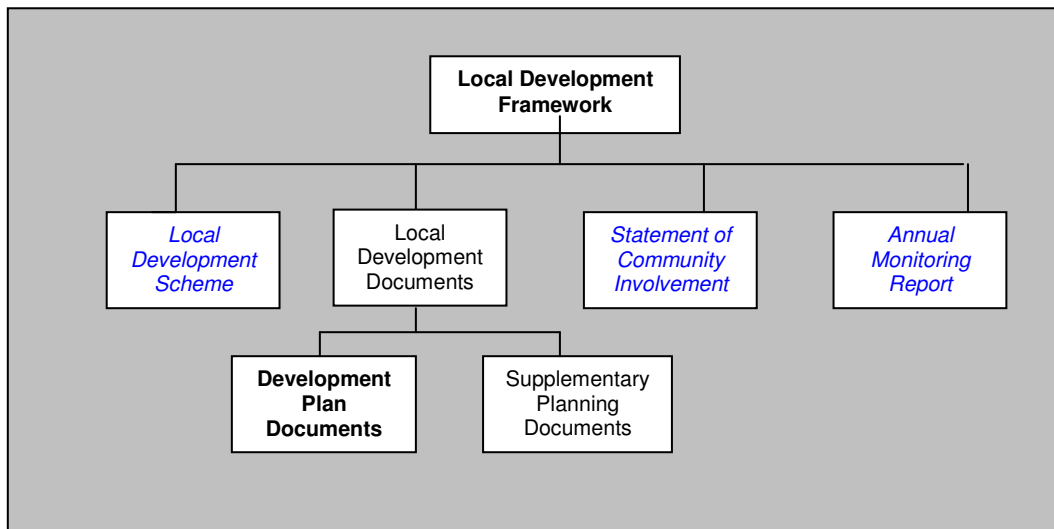 Local Development
Framework
Local
Development
Scheme
Local
Development
Documents
Statement of
Community
Involvement
Annual
Monitoring
Report
Development
Plan
Documents
Supplementary
Planning
Documents